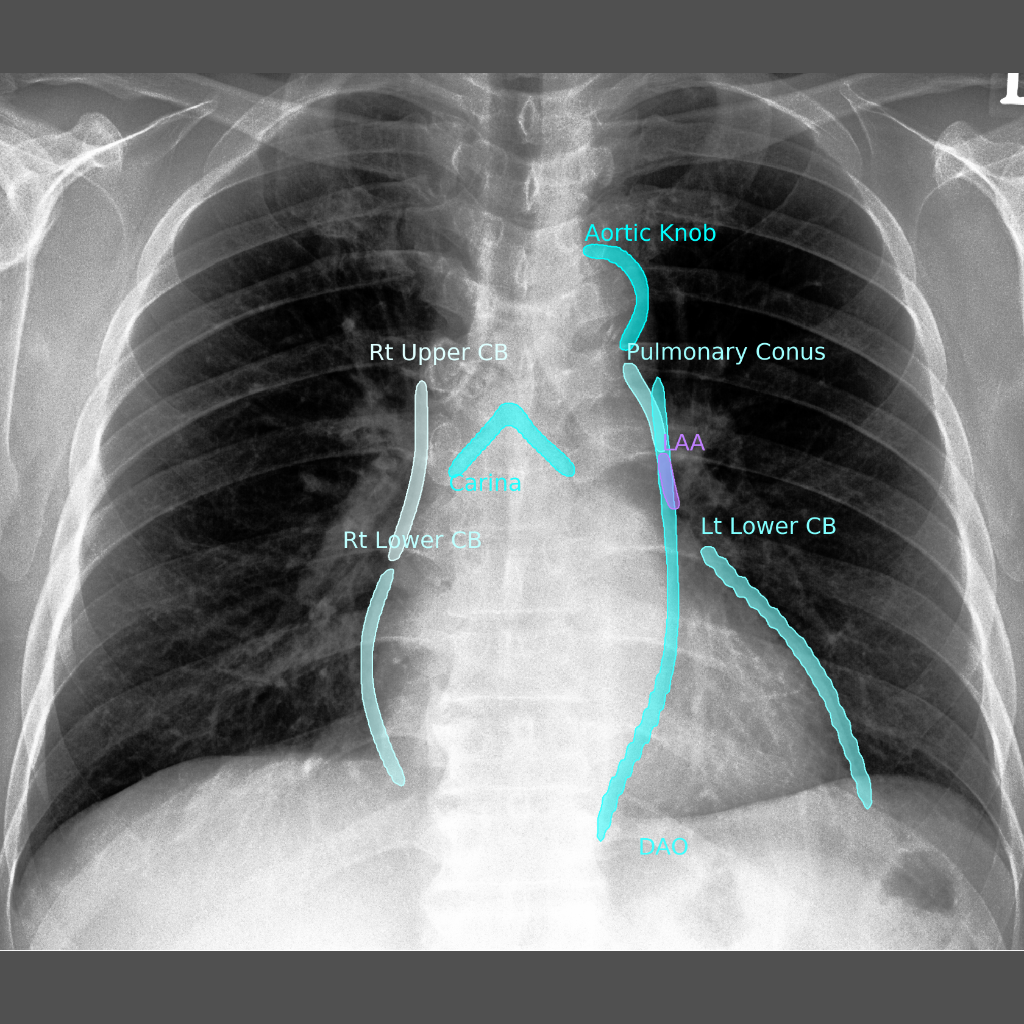 Aortic Knob
Rt Upper CB
Pulmonary Conus
LAA
Carina
Lt Lower CB
Rt Lower CB
DAO